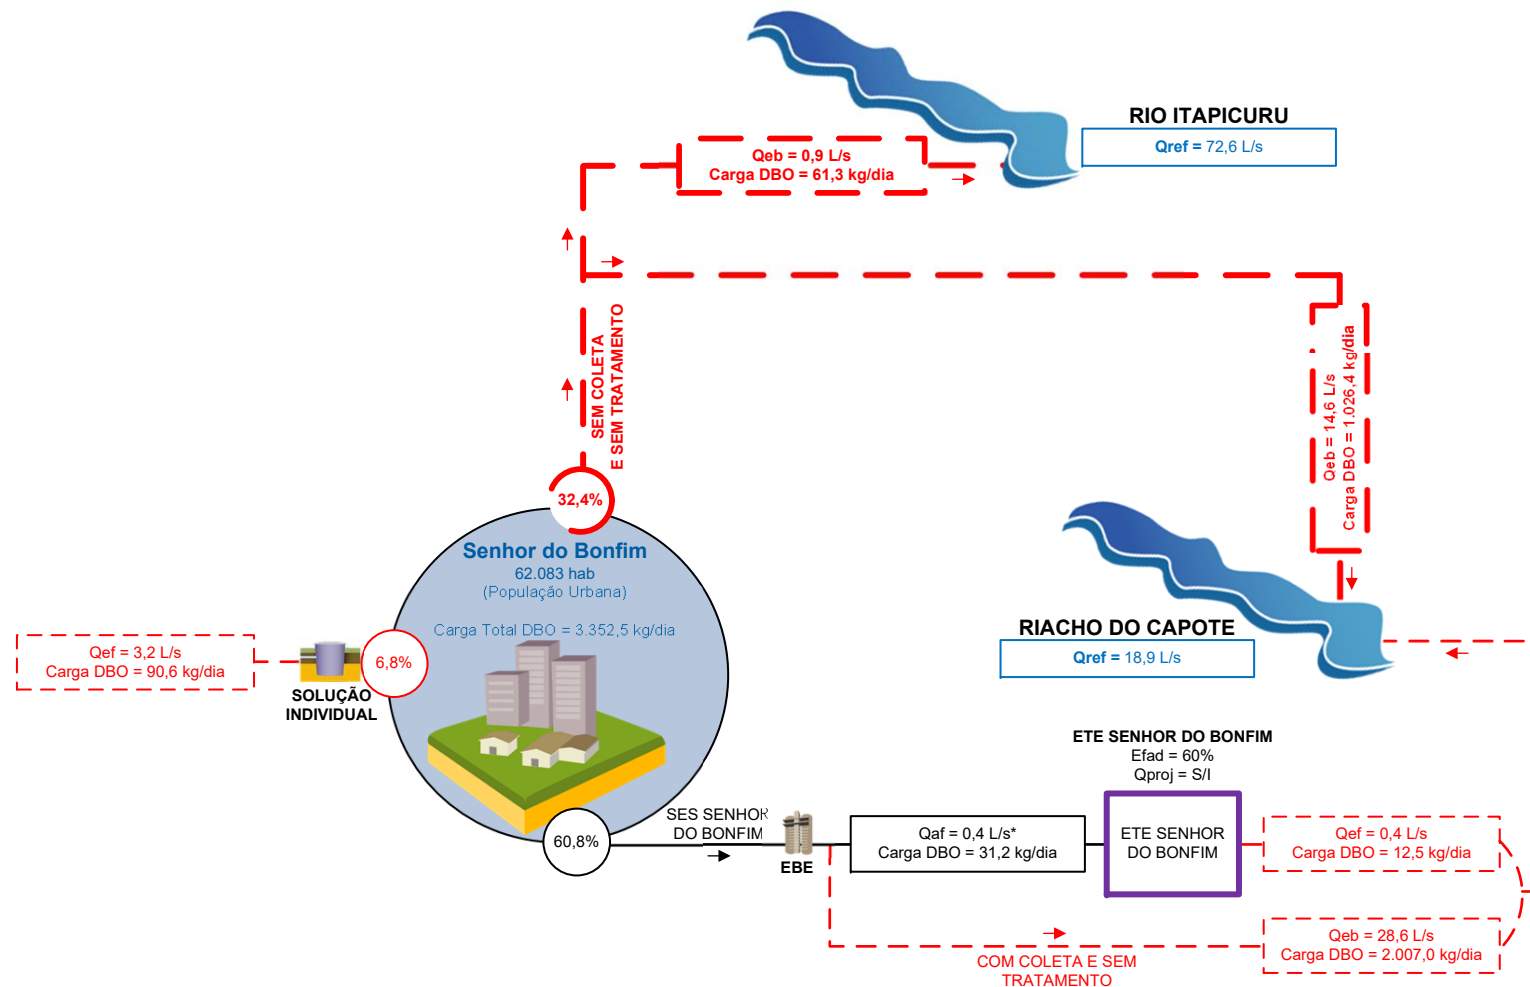 RIO ITAPICURU
Qref = 72,6 L/s
Qeb = 0,9 L/s
Carga DBO = 61,3 kg/dia
SEM COLETA
E SEM TRATAMENTO
Qeb = 14,6 L/s
Carga DBO = 1.026,4 kg/dia
32,4%
Senhor do Bonfim
62.083 hab
(População Urbana)
Carga Total DBO = 3.352,5 kg/dia
RIACHO DO CAPOTE
Qref = 18,9 L/s
Qef = 3,2 L/s
Carga DBO = 90,6 kg/dia
6,8%
SOLUÇÃO
INDIVIDUAL
ETE SENHOR DO BONFIM
Efad = 60%
Qproj = S/I
60,8%
SES SENHOR
DO BONFIM
EBE
Qaf = 0,4 L/s*
Carga DBO = 31,2 kg/dia
ETE SENHOR
DO BONFIM
Qef = 0,4 L/s
Carga DBO = 12,5 kg/dia
Qeb = 28,6 L/s
Carga DBO = 2.007,0 kg/dia
COM COLETA E SEM
TRATAMENTO